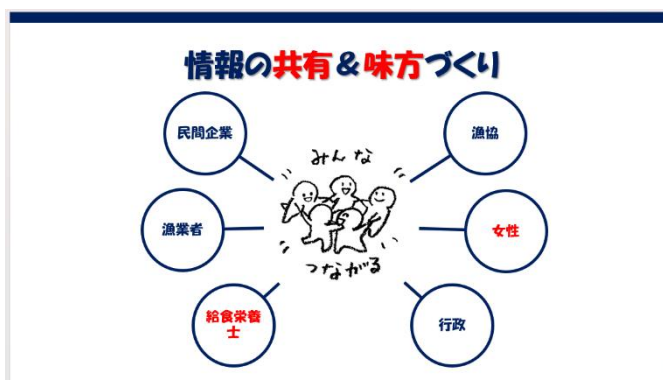 情報の共有&味方づくり
民間企業
漁協
みんな
漁業者
女性
つながる
給食栄養
士
行政